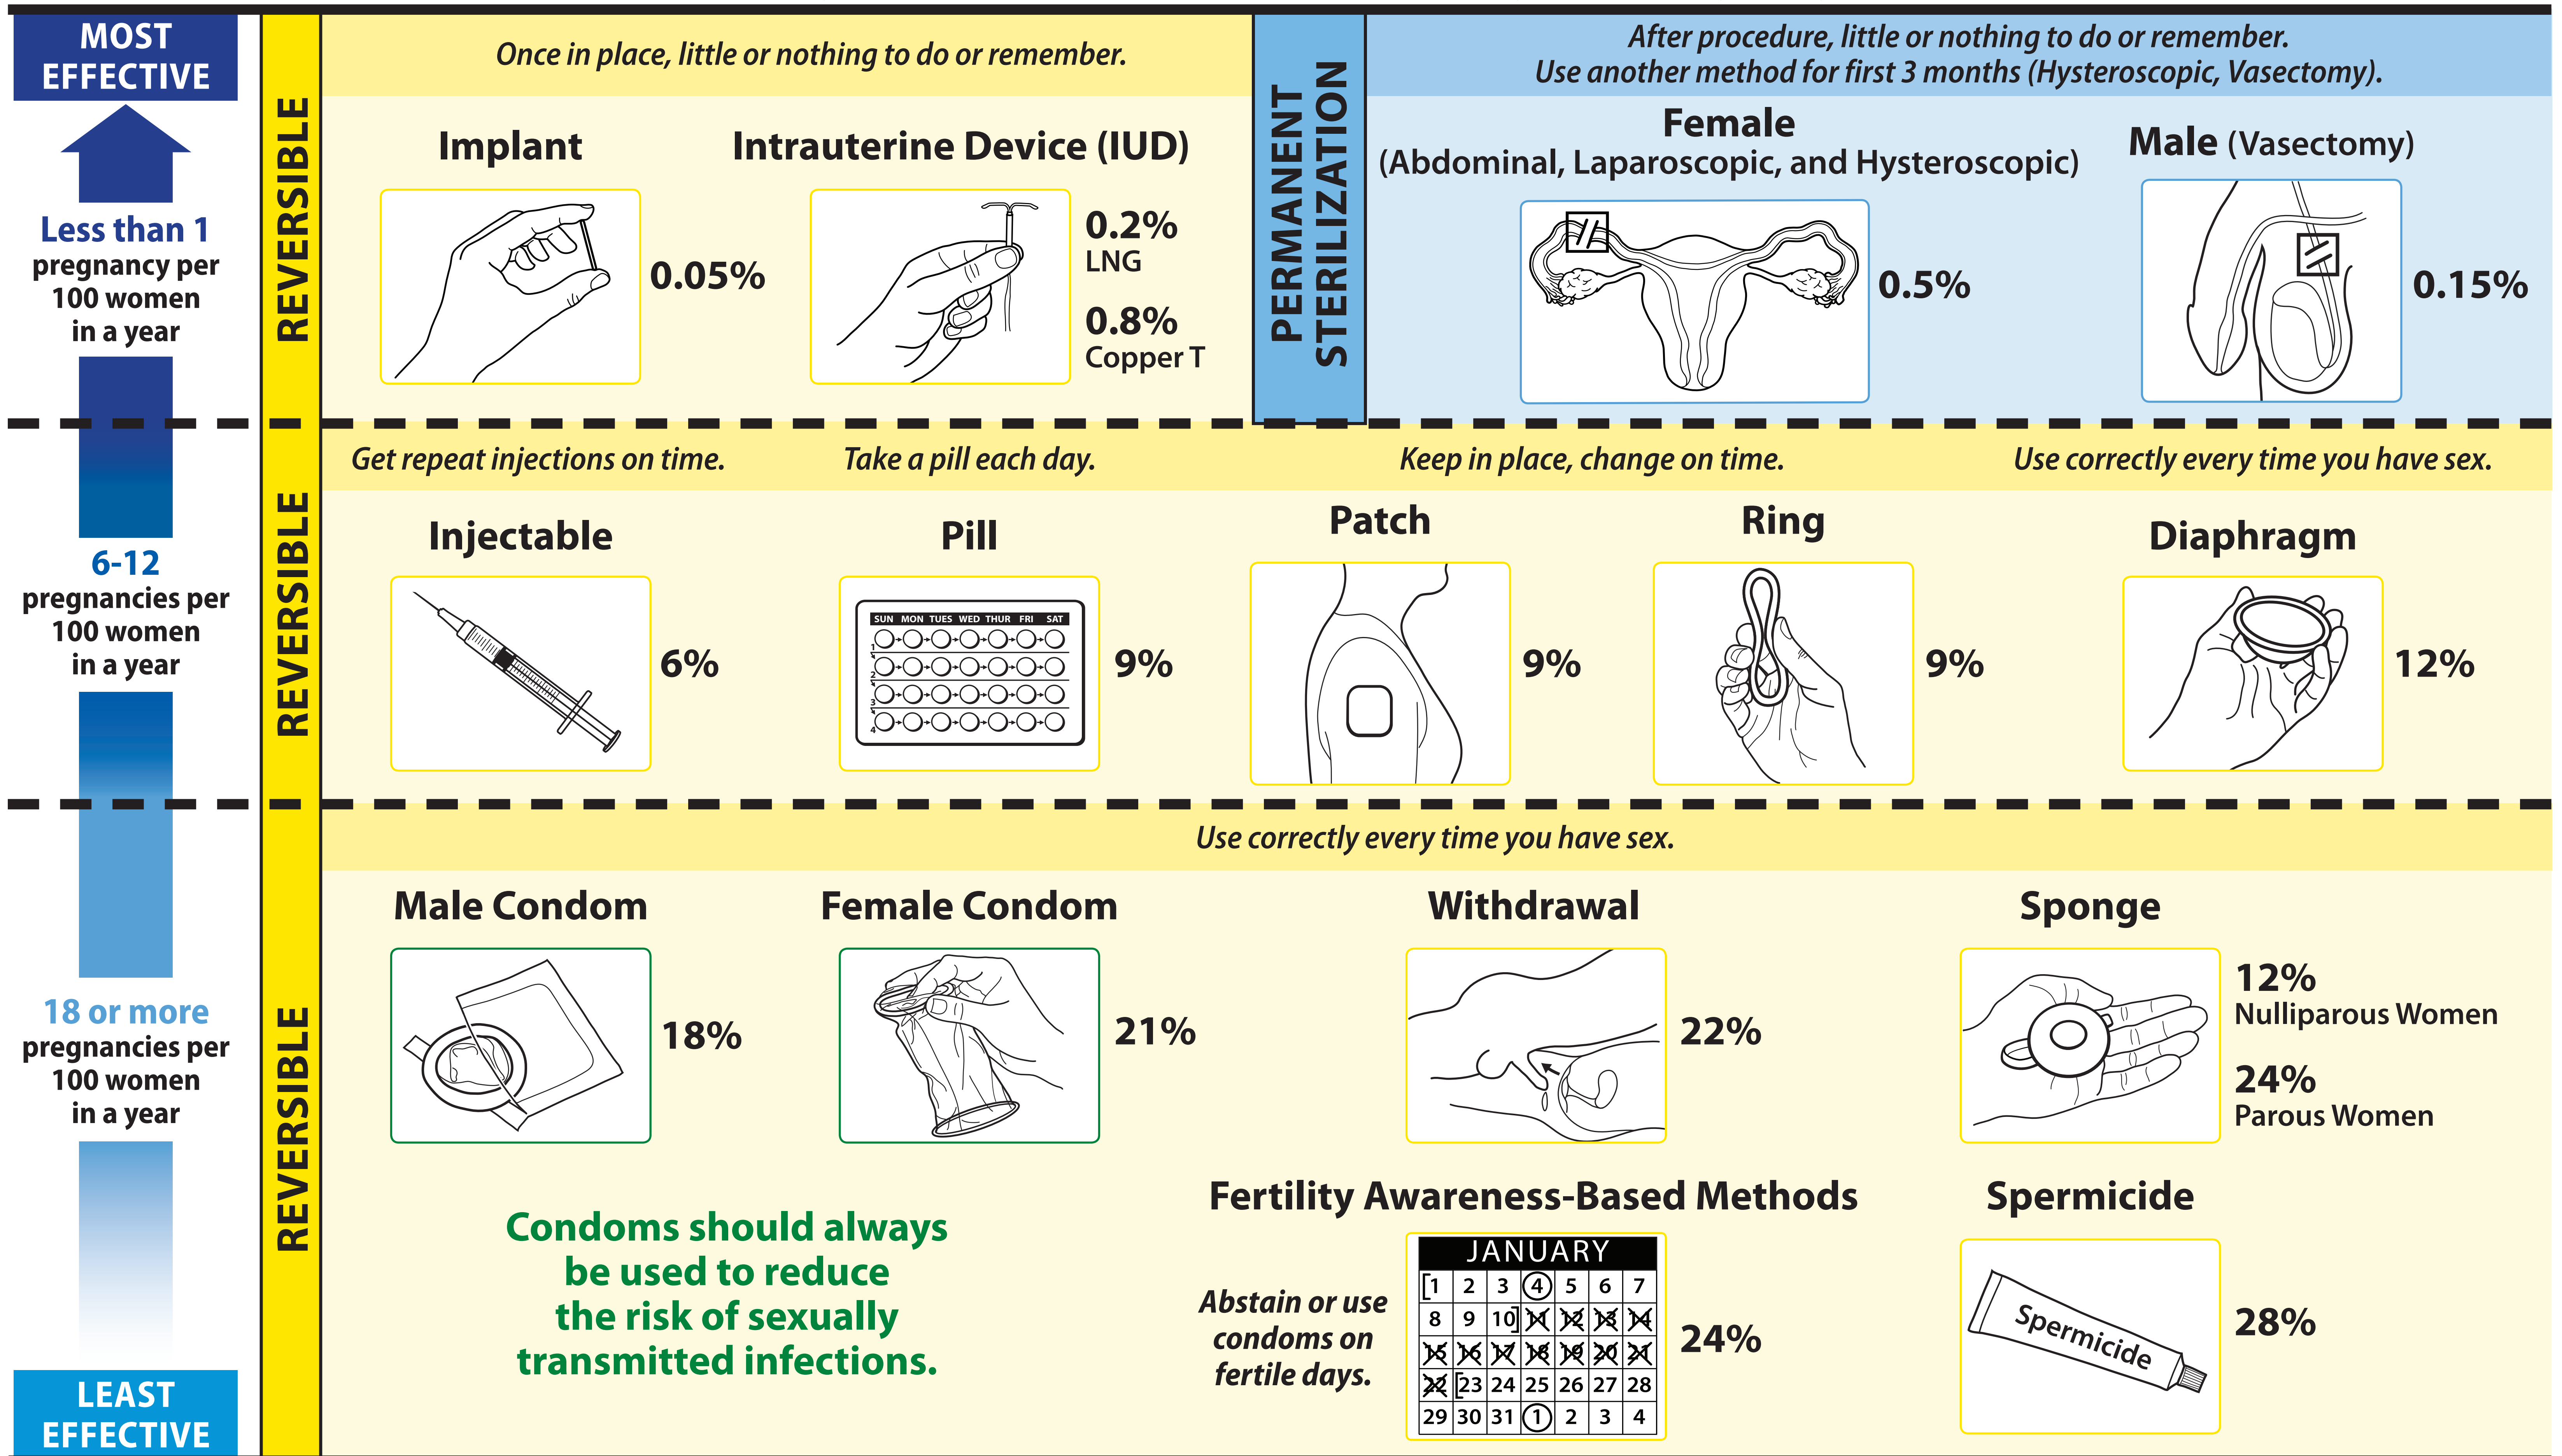 MOST
EFFECTIVE
Less than 1
pregnancy per
100 women
in a year
6-12
pregnancies per
100 women
in a year
18 or more
pregnancies per
100 women
in a year
LEAST
EFFECTIVE
REVERSIBLE
Once in place, little or nothing to do or remember.
Implant
0.05%
Intrauterine Device (IUD)
0.2%
LNG
0.8%
Copper T
PERMANENT
STERILIZATION
After procedure, little or nothing to do or remember.
Use another method for first 3 months (Hysteroscopic, Vasectomy).
Female
(Abdominal, Laparoscopic, and Hysteroscopic)
0.5%
Male (Vasectomy)
0.15%
REVERSIBLE
Get repeat injections on time.
Take a pill each day.
Keep in place, change on time.
Use correctly every time you have sex.
Injectable
6%
Pill
SUN MON TUES WED THUR FRI SAT
1
2
3
4
9%
Patch
9%
Ring
9%
Diaphragm
12%
REVERSIBLE
Use correctly every time you have sex.
Male Condom
18%
Female Condom
21%
Withdrawal
22%
Sponge
12%
Nulliparous Women
24%
Parous Women
Condoms should always
be used to reduce
the risk of sexually
transmitted infections.
Fertility Awareness-Based Methods
Abstain or use
condoms on
fertile days.
JANUARY
[1 2 3 4 5 6 7
8 9 10] 11 12 13 14
15 16 17 18 19 20 21
22 [23 24 25 26 27 28
29 30 31 1 2 3 4
24%
Spermicide
Spermicide
28%